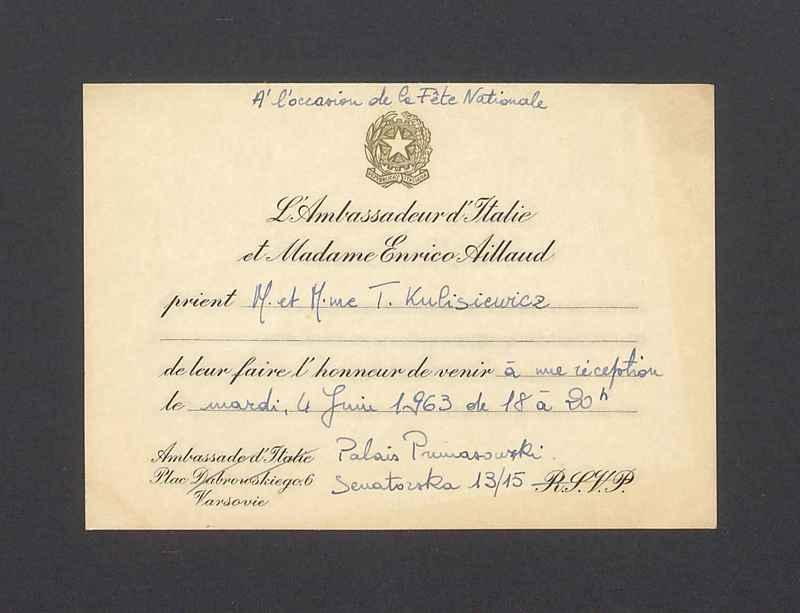 A' l'occasion de la Fête Nationale
REPVBBLICA ITALIANA
L'Ambassadeur d'Italie
et Madame Enrico Aillaud
prient M. et M.me T. Kulisiewicz
de leur faire l'honneur de venir à une réception
le mardi, 4 Juin 1963 de 18 à 20h
Ambassade d'Italie Palais Prymasowski.
Plac Dąbrowskiego 6 Senatorska 13/15 R.S.V.P.
Varsovie